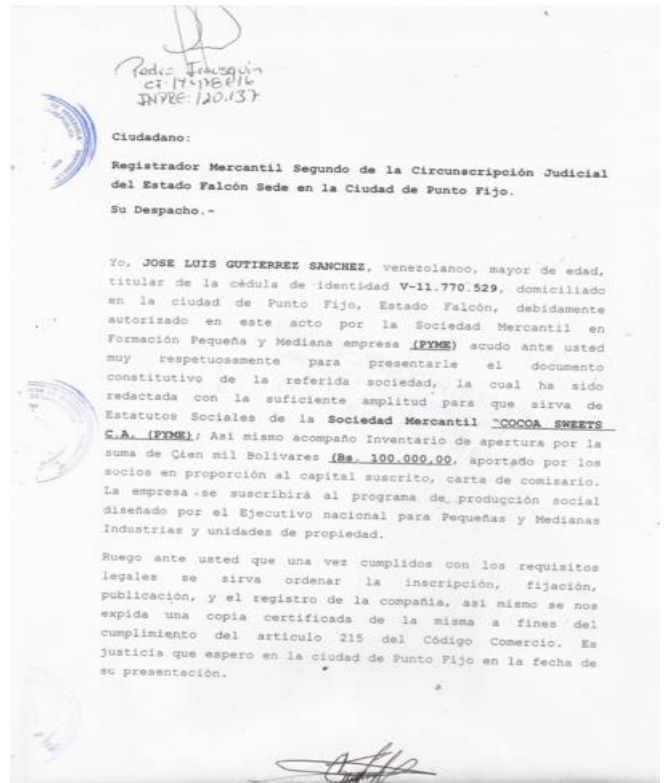 Pedro Irausquin
INPRE: 120.137
Ciudadano:
Registrador Mercantil Segundo de la Circunscripción Judicial
del Estado Falcón Sede en la Ciudad de Punto Fijo.
Su Despacho.-
Yo, JOSE LUIS GUTIERREZ SANCHEZ, venezolanoo, mayor de edad,
titular de la cédula de identidad V-11.770.529, domiciliado
en la ciudad de Punto Fijo, Estado Falcón, debidamente
autorizado en este acto por la Sociedad Mercantil en
Formación Pequeña y Mediana empresa (PYME) acudo ante usted
muy respetuosamente para presentarle el documento
constitutivo de la referida sociedad, la cual ha sido
redactada con la suficiente amplitud para que sirva de
Estatutos Sociales de la Sociedad Mercantil "COCOA SWEETS
C.A. (PYME); Asi mismo acompaño Inventario de apertura por la
suma de Cien mil Bolívares (Bs. 100.000,00, aportado por los
socios en proporción al capital suscrito, carta de comisario.
La empresa se suscribirá al programa de producción social
diseñado por el Ejecutivo nacional para Pequeñas y Medianas
Industrias y unidades de propiedad.
Ruego ante usted que una vez cumplidos con los requisitos
legales se sirva ordenar la inscripción, fijación,
publicación, y el registro de la compañía, asi mismo se nos
expida una copia certificada de la misma a fines del
cumplimiento del articulo 215 del Código Comercio. Es
justicia que espero en la ciudad de Punto Fijo en la fecha de
su presentación.